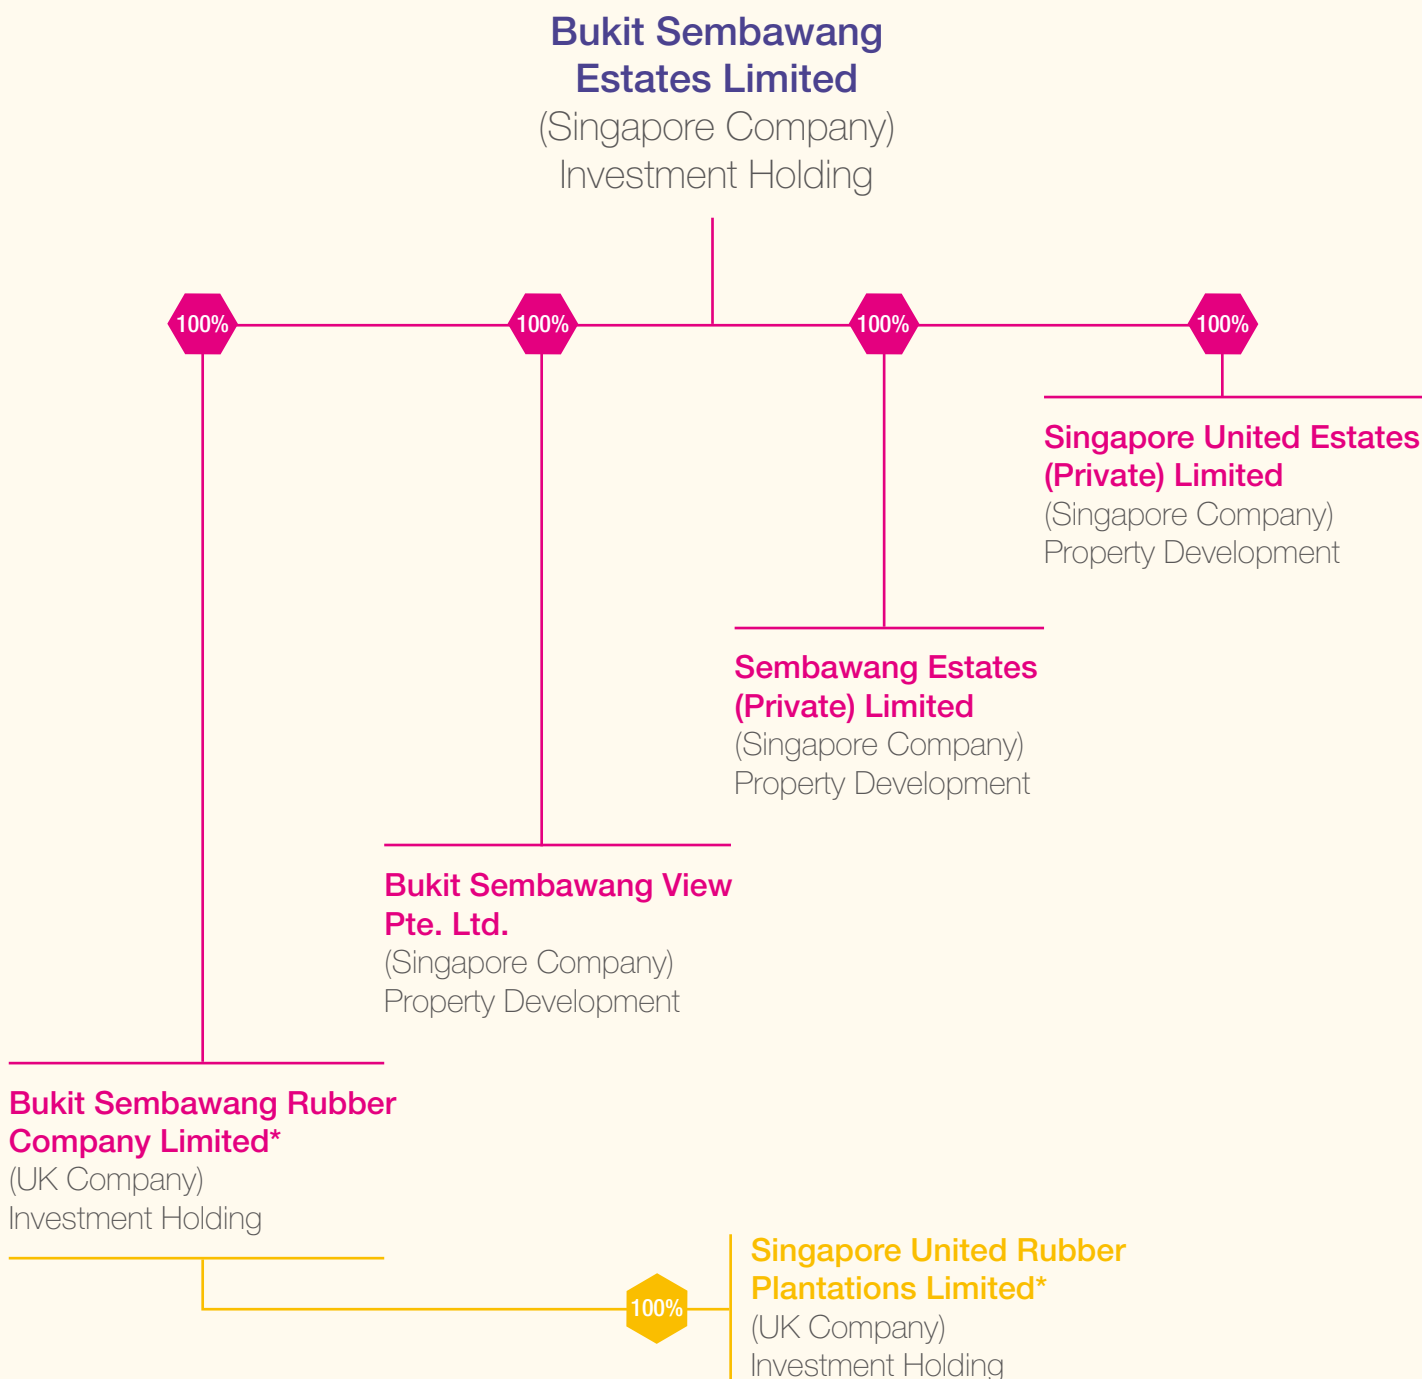 Bukit Sembawang
Estates Limited
(Singapore Company)
Investment Holding
100%
100%
100%
100%
Singapore United Estates
(Private) Limited
(Singapore Company)
Property Development
Sembawang Estates
(Private) Limited
(Singapore Company)
Property Development
Bukit Sembawang View
Pte. Ltd.
(Singapore Company)
Property Development
Bukit Sembawang Rubber
Company Limited*
(UK Company)
Investment Holding
100%
Singapore United Rubber
Plantations Limited*
(UK Company)
Investment Holding